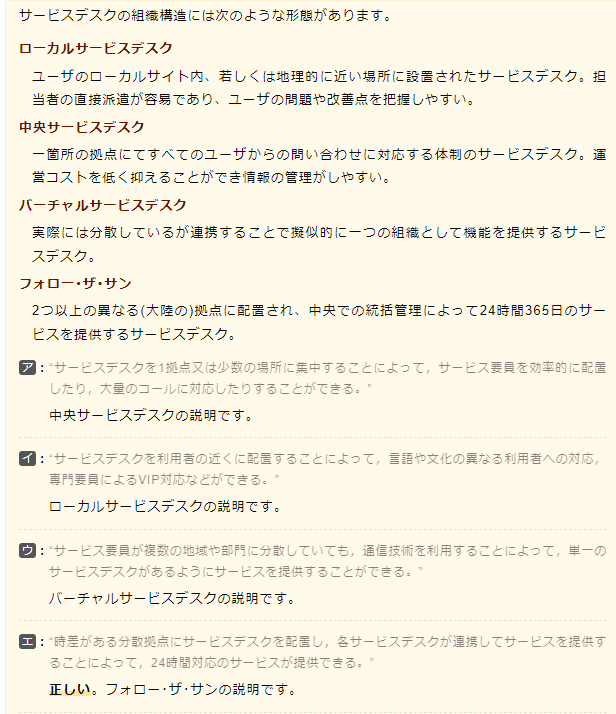 サービスデスクの組織構造には次のような形態があります。
ローカルサービスデスク
ユーザのローカルサイト内、若しくは地理的に近い場所に設置されたサービスデスク。担
当者の直接派遣が容易であり、ユーザの問題や改善点を把握しやすい。
中央サービスデスク
一箇所の拠点にてすべてのユーザからの問い合わせに対応する体制のサービスデスク。運
営コストを低く抑えることができ情報の管理がしやすい。
バーチャルサービスデスク
実際には分散しているが連携することで擬似的に一つの組織として機能を提供するサービ
スデスク。
フォロー･ザ･サン
2つ以上の異なる(大陸の)拠点に配置され、中央での統括管理によって24時間365日のサー
ビスを提供するサービスデスク。
ア："サービスデスクを1拠点又は少数の場所に集中することによって，サービス要員を効率的に配置
したり，大量のコールに対応したりすることができる。"
中央サービスデスクの説明です。
イ："サービスデスクを利用者の近くに配置することによって，言語や文化の異なる利用者への対応，
専門要員によるVIP対応などができる。"
ローカルサービスデスクの説明です。
ウ："サービス要員が複数の地域や部門に分散していても，通信技術を利用することによって，単一の
サービスデスクがあるようにサービスを提供することができる。"
バーチャルサービスデスクの説明です。
エ："時差がある分散拠点にサービスデスクを配置し，各サービスデスクが連携してサービスを提供す
ることによって，24時間対応のサービスが提供できる。"
正しい。フォロー･ザ･サンの説明です。